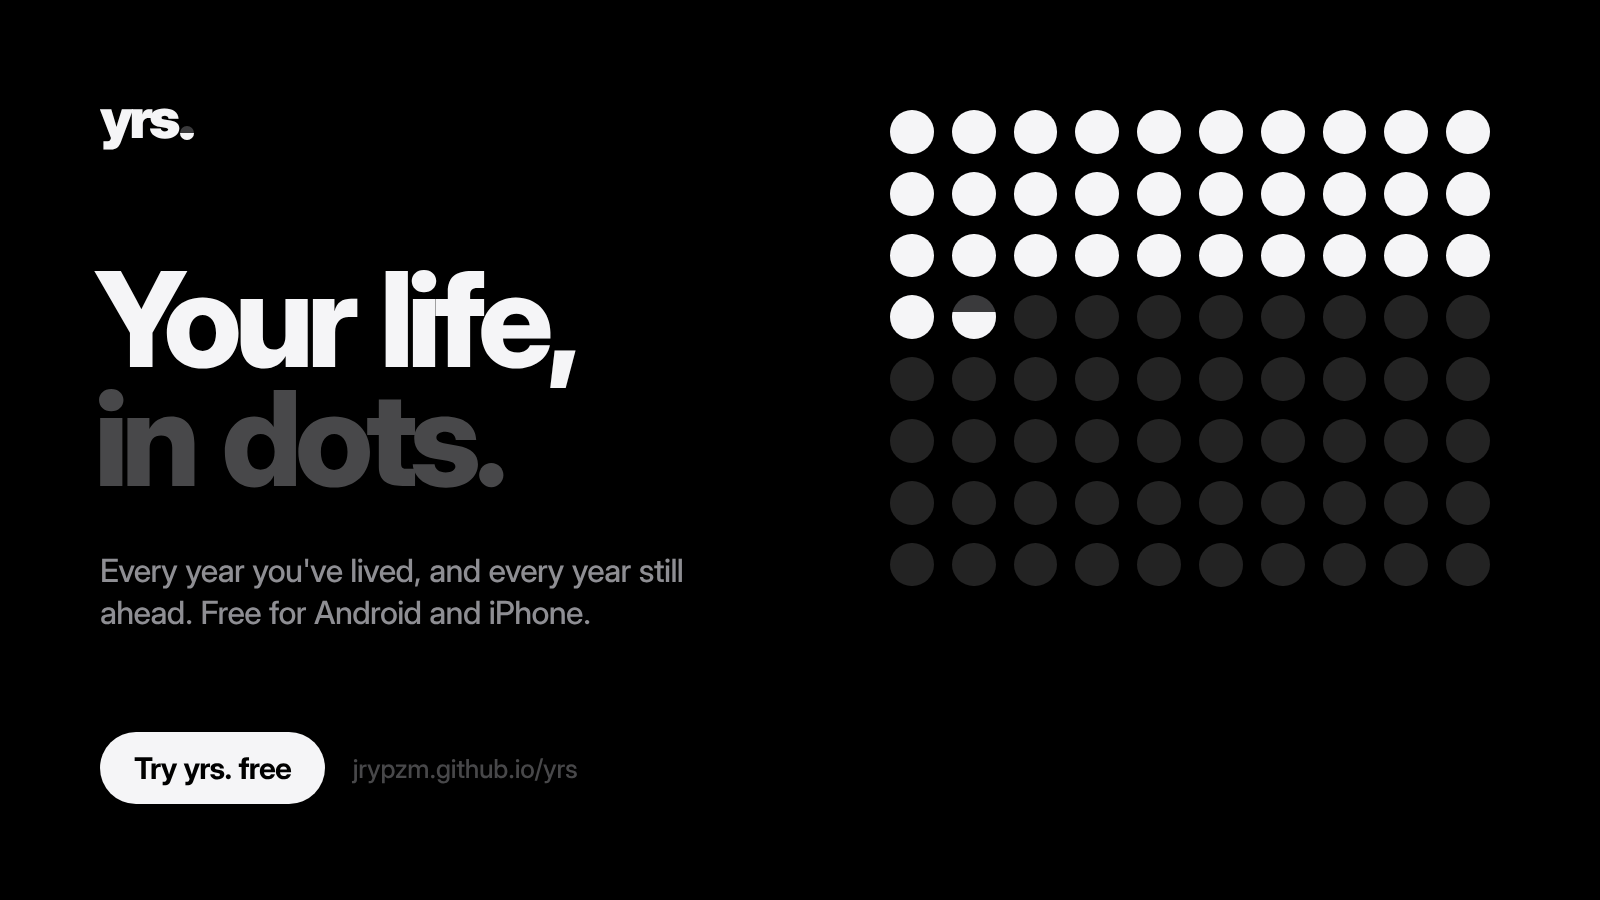 yrs.
Your life,
in dots.
Every year you've lived, and every year still
ahead. Free for Android and iPhone.
Try yrs. free
jrypzm.github.io/yrs